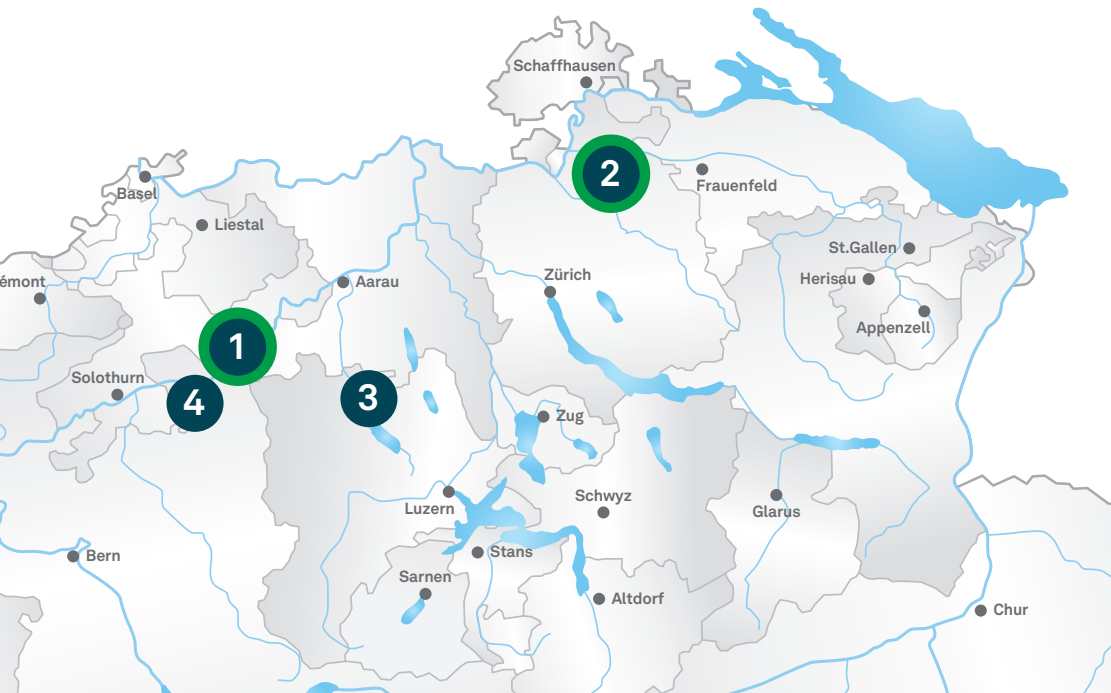 Schaffhausen
Basel
2
Frauenfeld
Liestal
St.Gallen
émont
Aarau
Zürich
Herisau
Appenzell
1
Solothurn
4
3
Zug
Luzern
Schwyz
Glarus
Bern
Stans
Sarnen
Altdorf
Chur